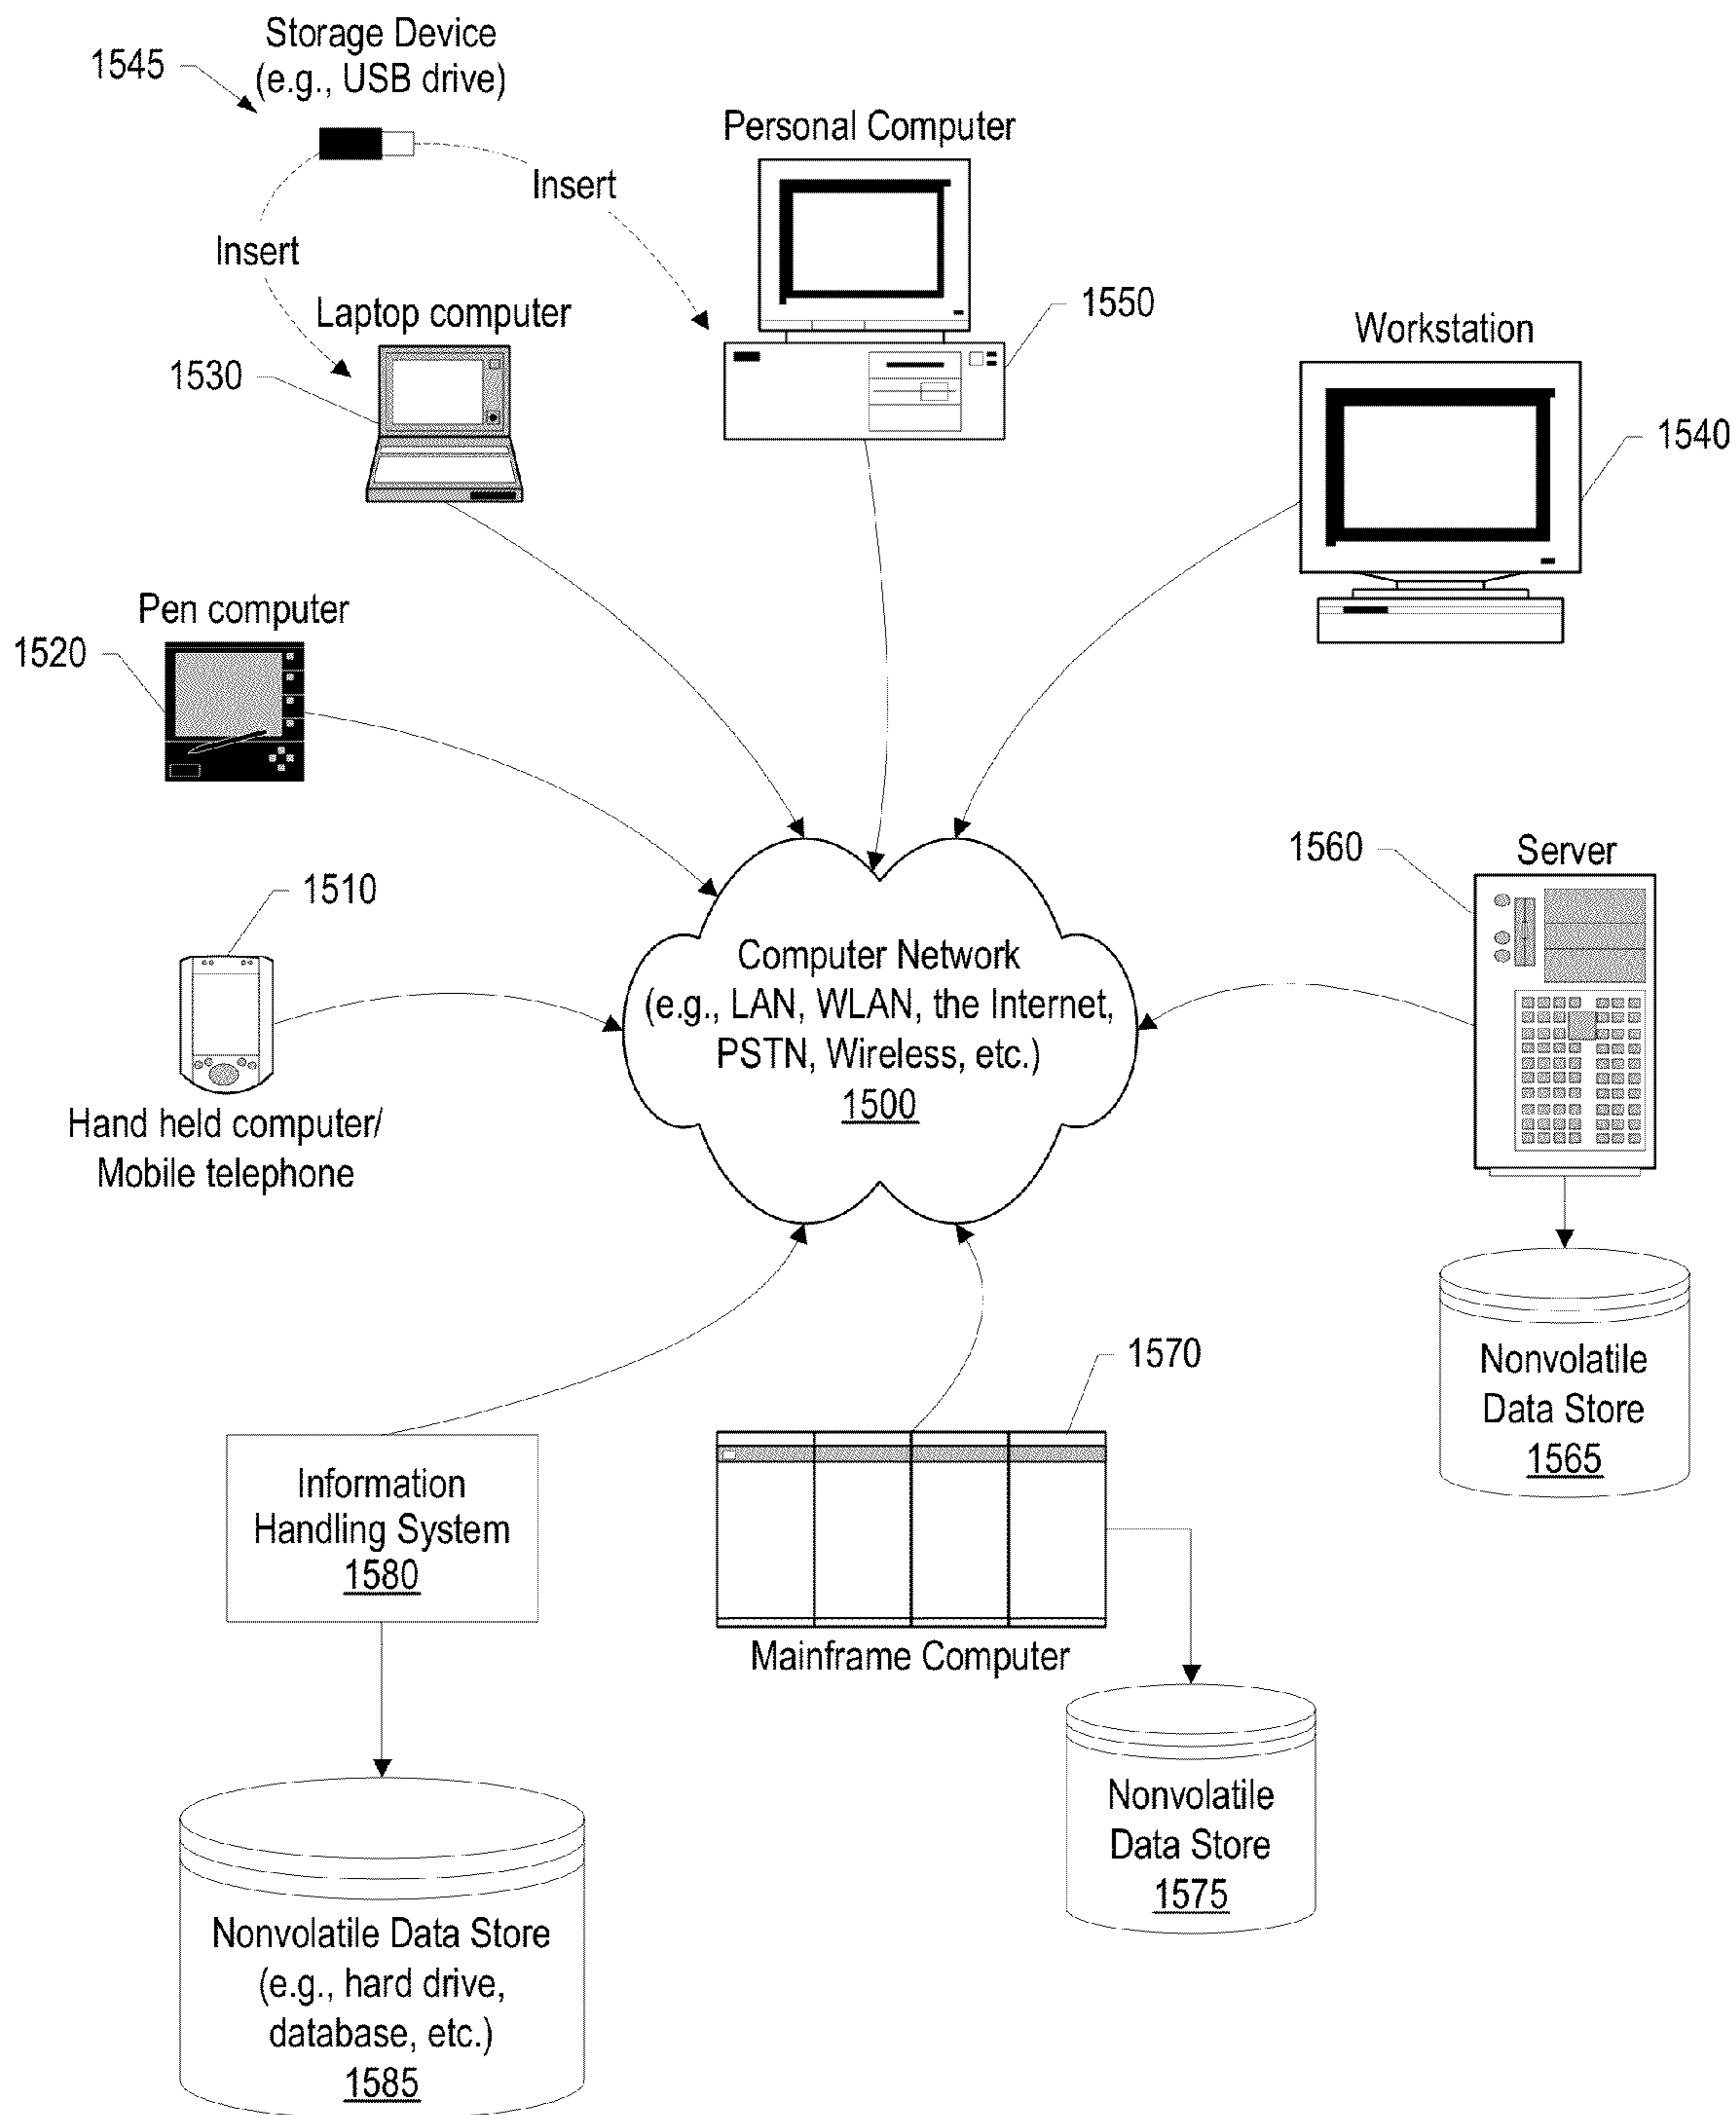 Storage Device
(e.g., USB drive)
1545
Personal Computer
Insert
Insert
1550
Laptop computer
1530
Workstation
1540
Pen computer
1520
1560
Server
1510
Computer Network
(e.g., LAN, WLAN, the Internet,
PSTN, Wireless, etc.)
1500
Hand held computer/
Mobile telephone
1570
Nonvolatile
Data Store
1565
Information
Handling System
1580
Mainframe Computer
Nonvolatile
Data Store
1575
Nonvolatile Data Store
(e.g., hard drive,
database, etc.)
1585